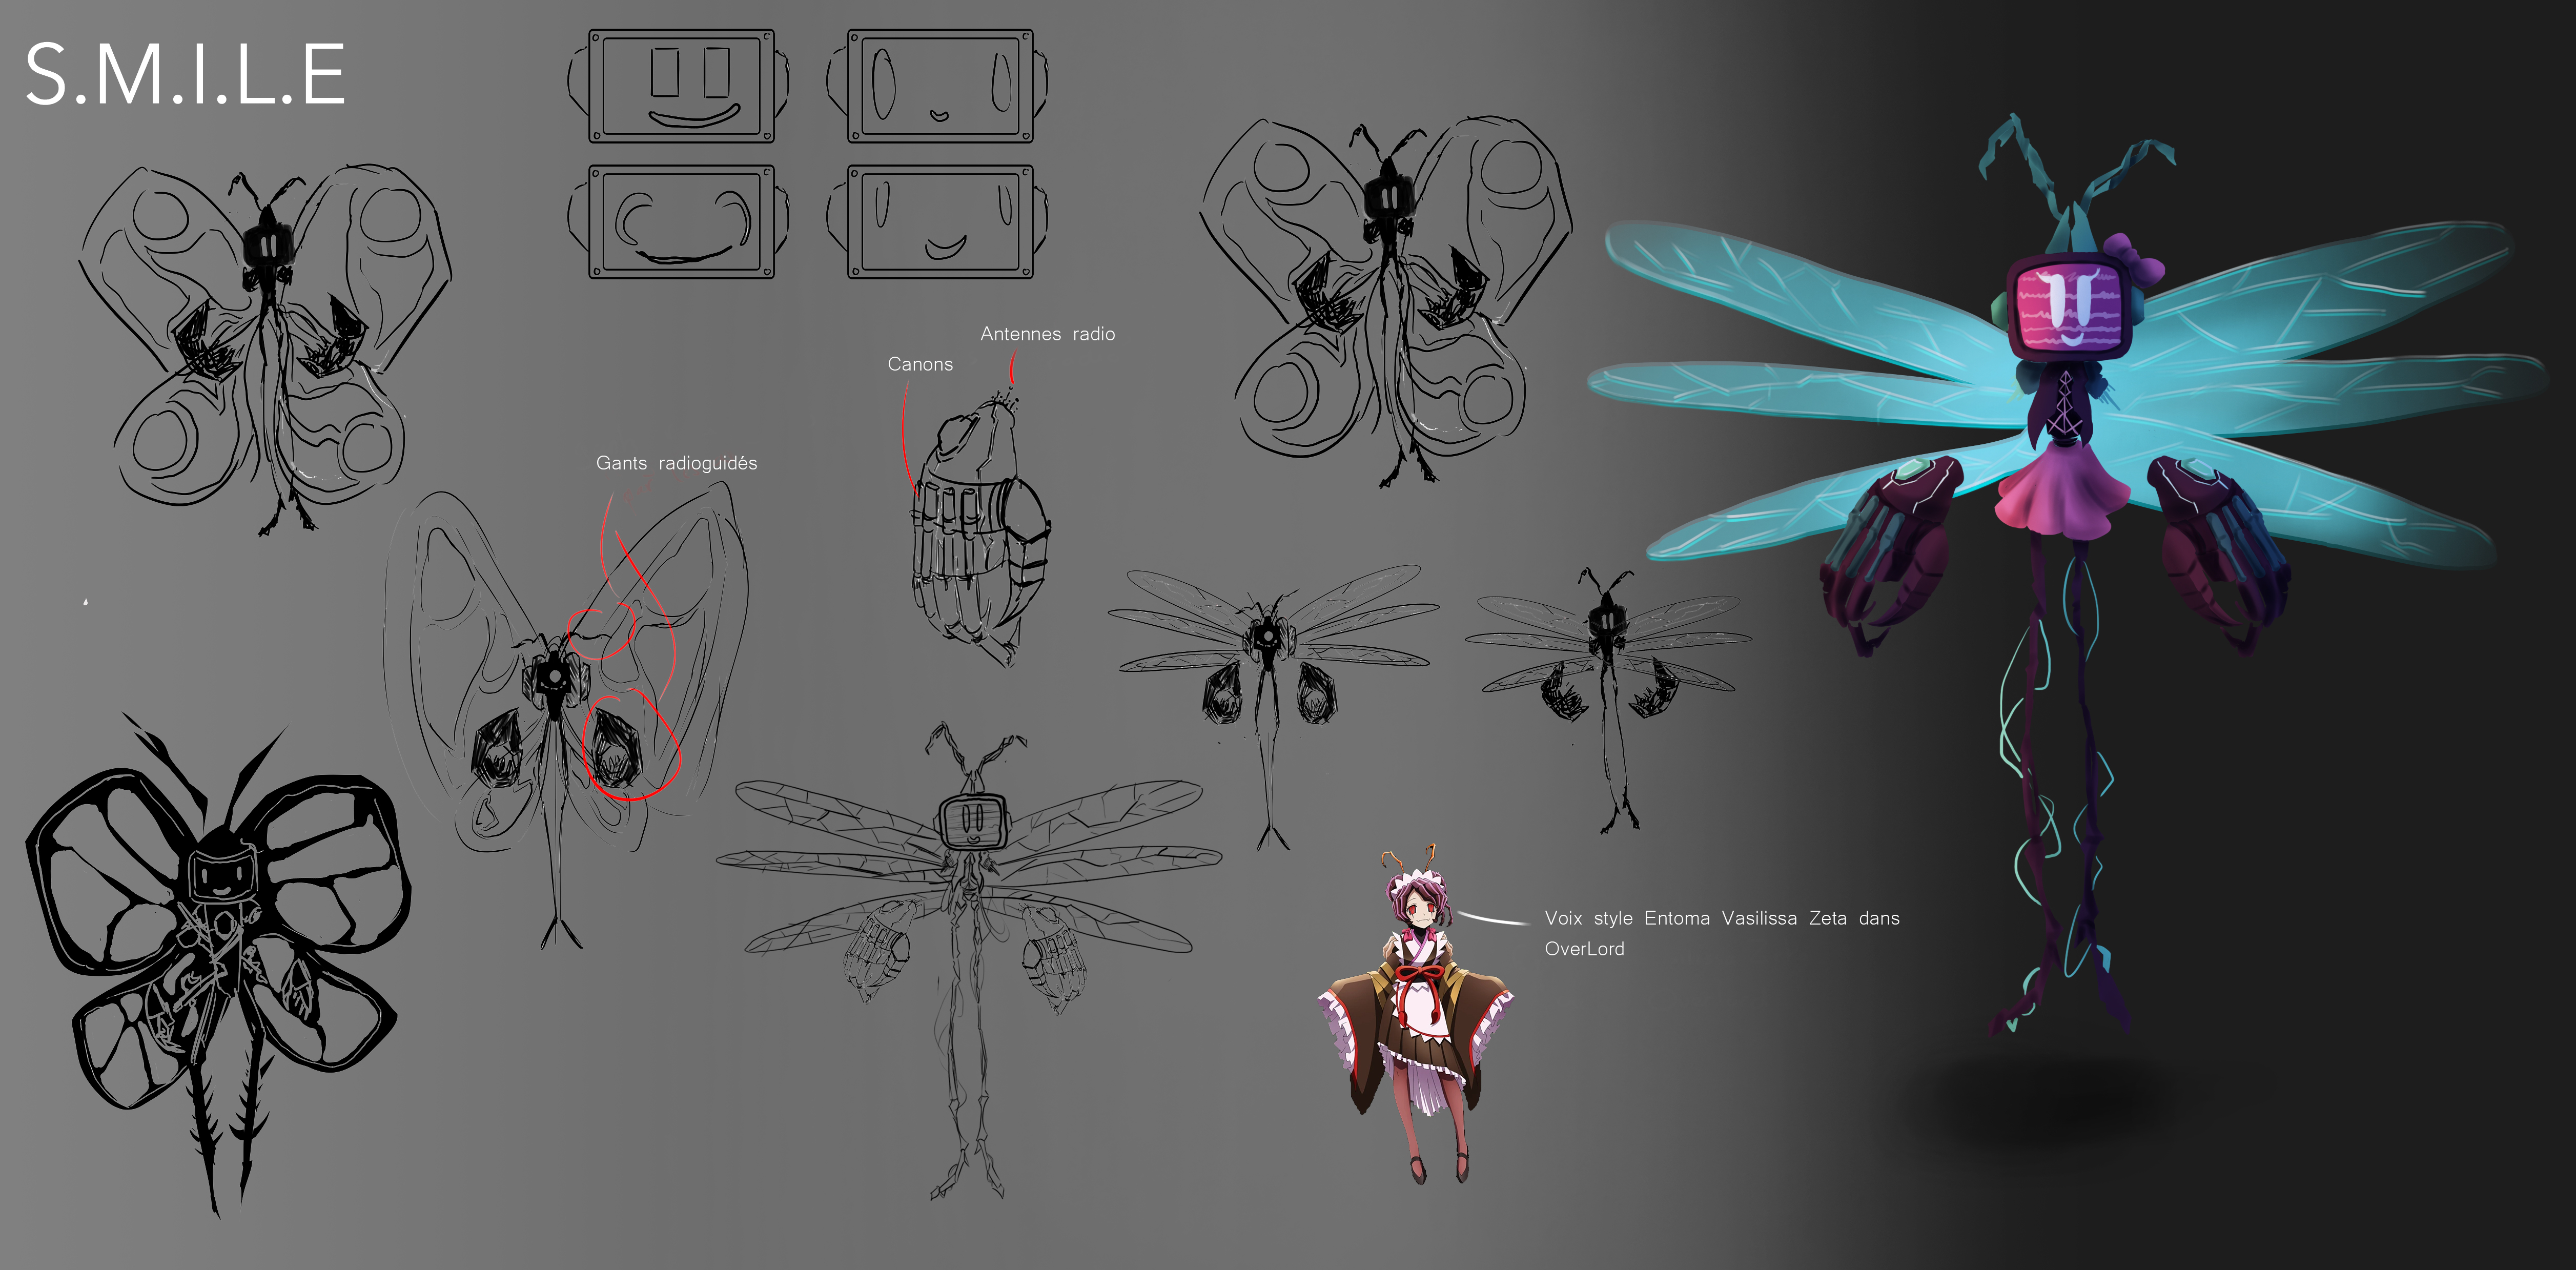 S.M.I.L.E
Antennes radio
Canons
Gants radioguidés
Voix style Entoma Vasilissa Zeta dans
OverLord